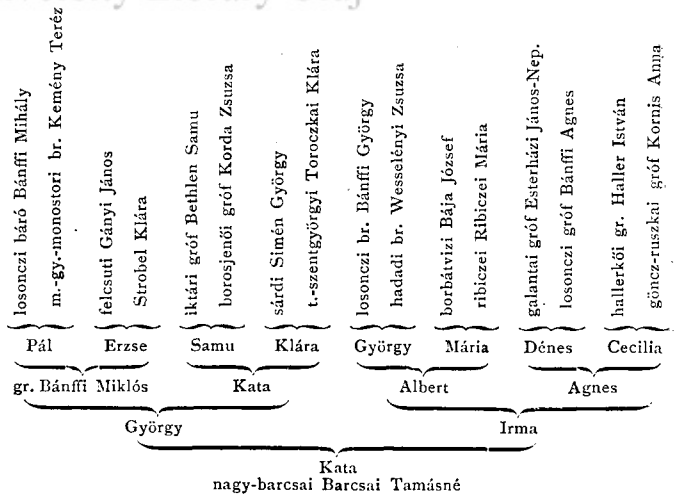 losonczi báró Bánffi Mihály
m.-gy.-monostori br. Kemény Teréz
felcsuti Gányi János
Strobel Klára
iktári gróf Bethlen Samu
borosjenői gróf Korda Zsuzsa
sárdi Simén György
t.-szentgyörgyi Toroczkai Klára
losonczi br. Bánffi György
hadadi br. Wesselényi Zsuzsa
borbátvizi Bája József
ribiczei Ribiczei Mária
galantai gróf Esterházi János-Nep.
losonczi gróf Bánffi Agnes
hallerkői gr. Haller István
göncz-ruszkai gróf Kornis Anna
Pál Erzse Samu Klára György Mária Dénes Cecilia
gr. Bánffi Miklós Kata Albert Agnes
György Irma
Kata
nagy-barcsai Barcsai Tamásné